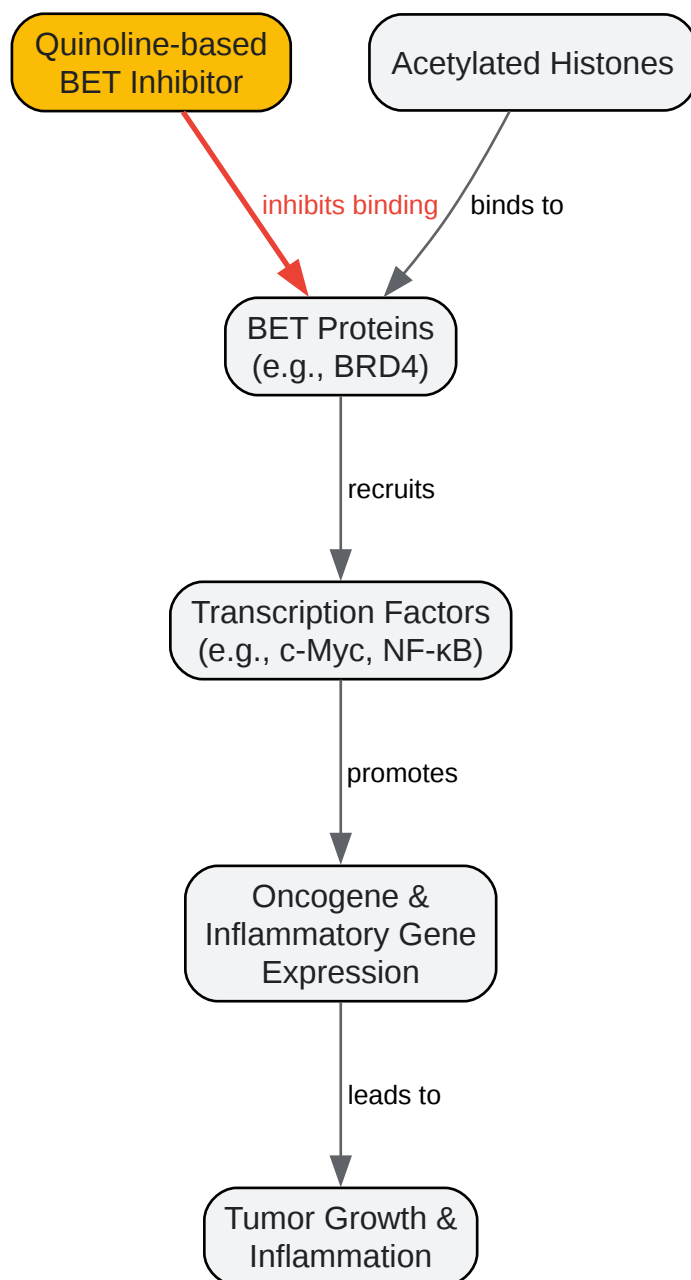 Quinoline-based
BET Inhibitor
Acetylated Histones
inhibits binding
binds to
BET Proteins
(e.g., BRD4)
recruits
Transcription Factors
(e.g., c-Myc, NF-κB)
promotes
Oncogene &
Inflammatory Gene
Expression
leads to
Tumor Growth &
Inflammation